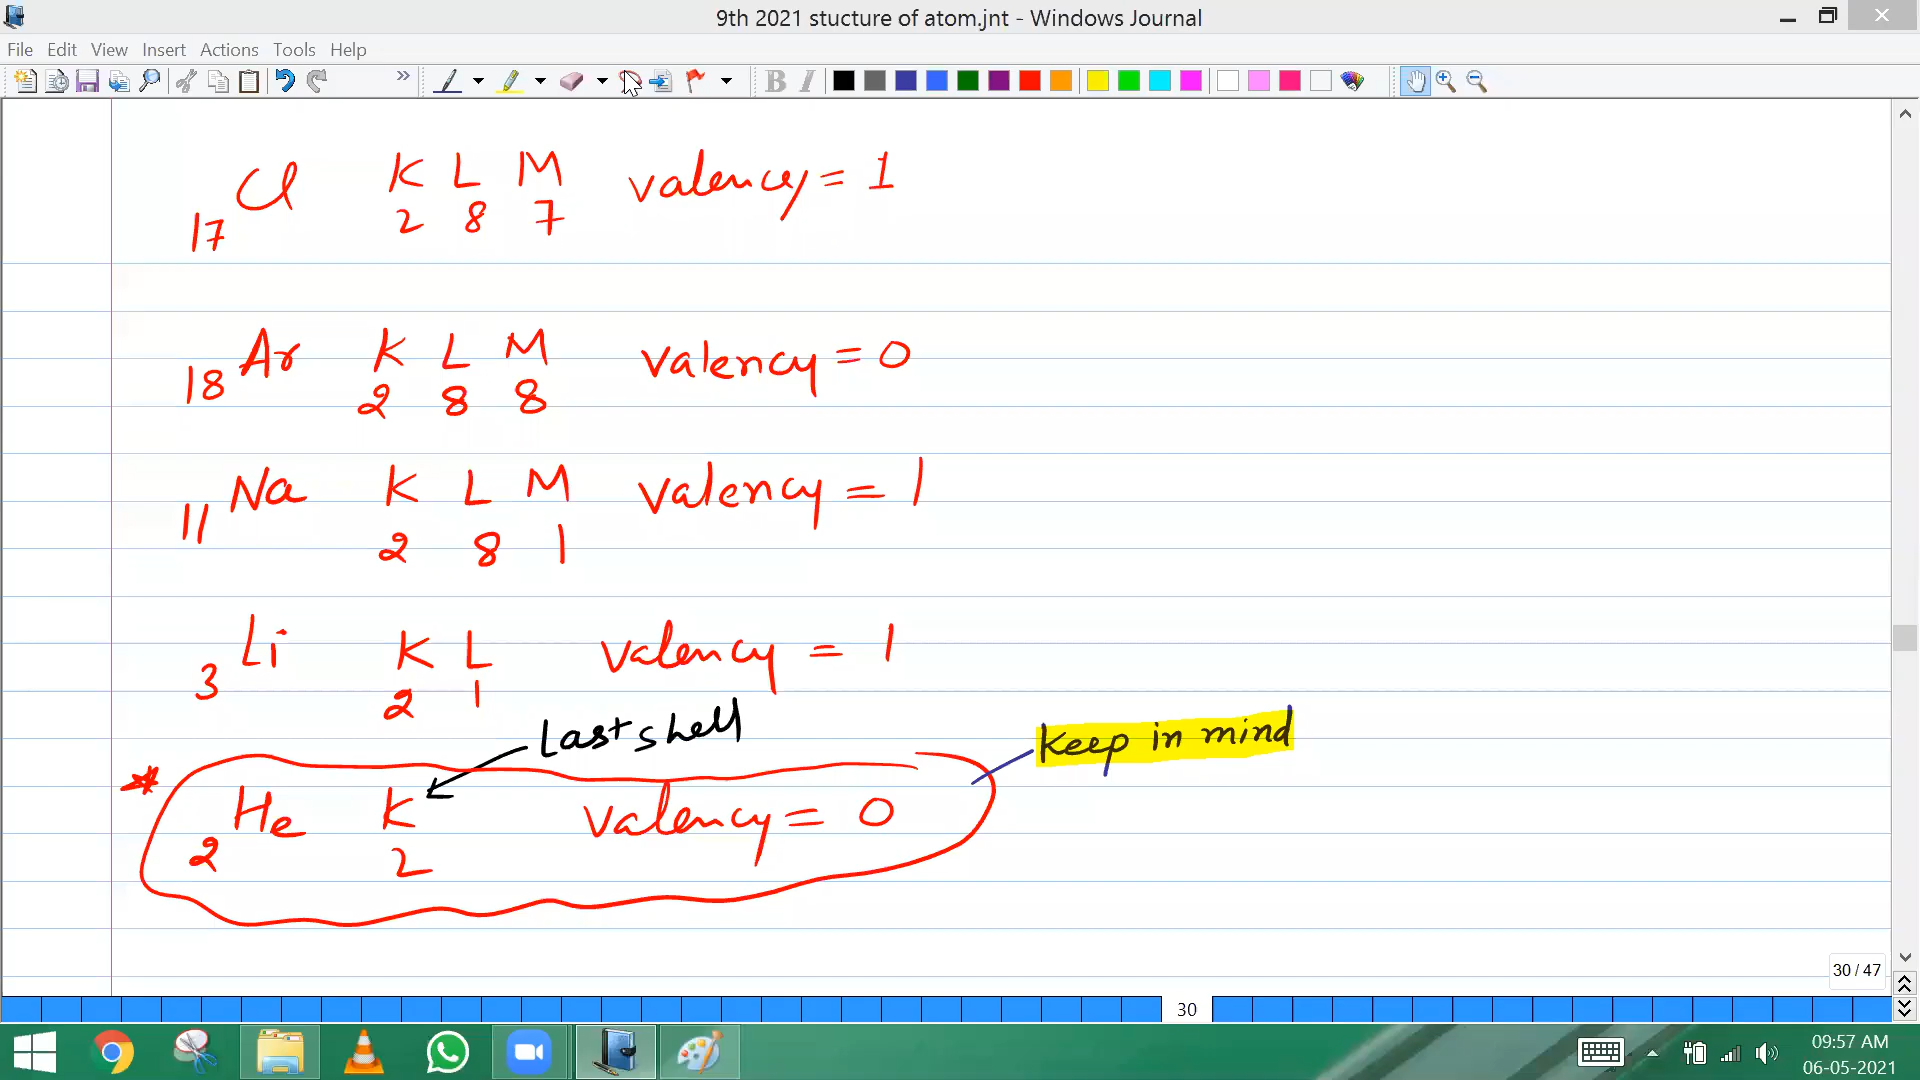 9th 2021 stucture of atom.jnt - Windows Journal
File Edit View Insert Actions Tools Help
B I
Cl K L M valency = 1
17 2 8 7
Ar K L M valency = 0
18 2 8 8
Na K L M valency = 1
11 2 8 1
Li K L valency = 1
3 2 1
Last shell
Keep in mind
He K valency = 0
2 2
30 / 47
30
09:57 AM
06-05-2021